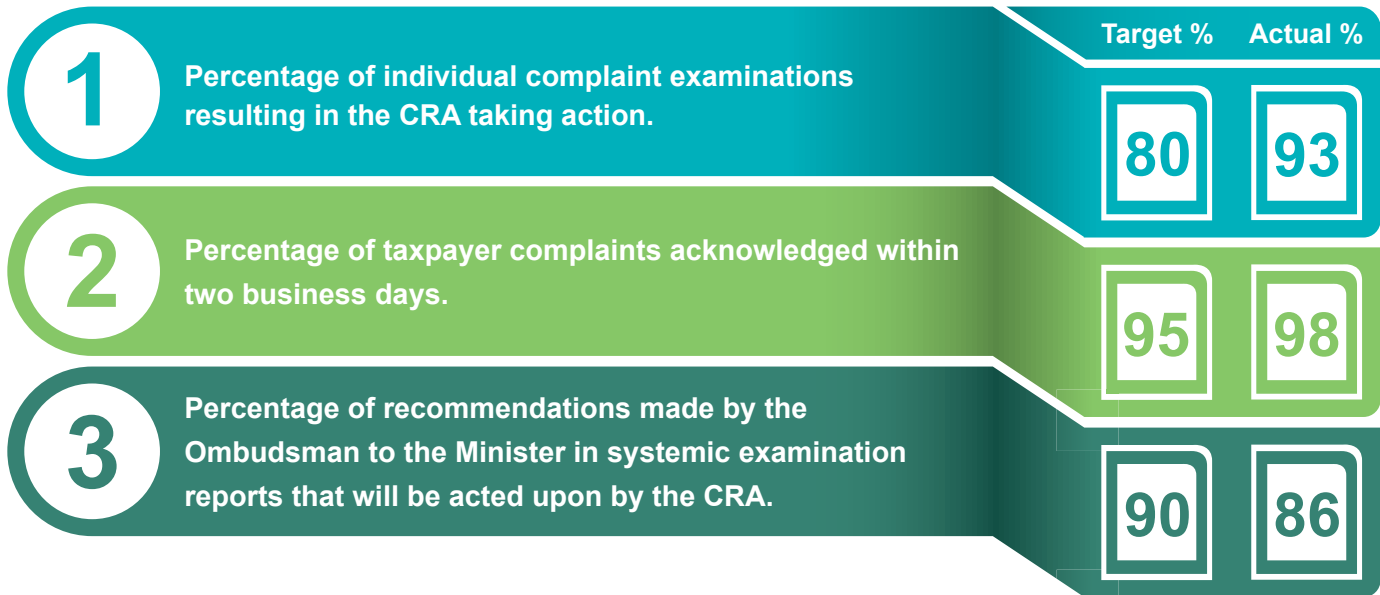 Target % Actual %
1
Percentage of individual complaint examinations
resulting in the CRA taking action.
80 93
2
Percentage of taxpayer complaints acknowledged within
two business days.
95 98
3
Percentage of recommendations made by the
Ombudsman to the Minister in systemic examination
reports that will be acted upon by the CRA.
90 86